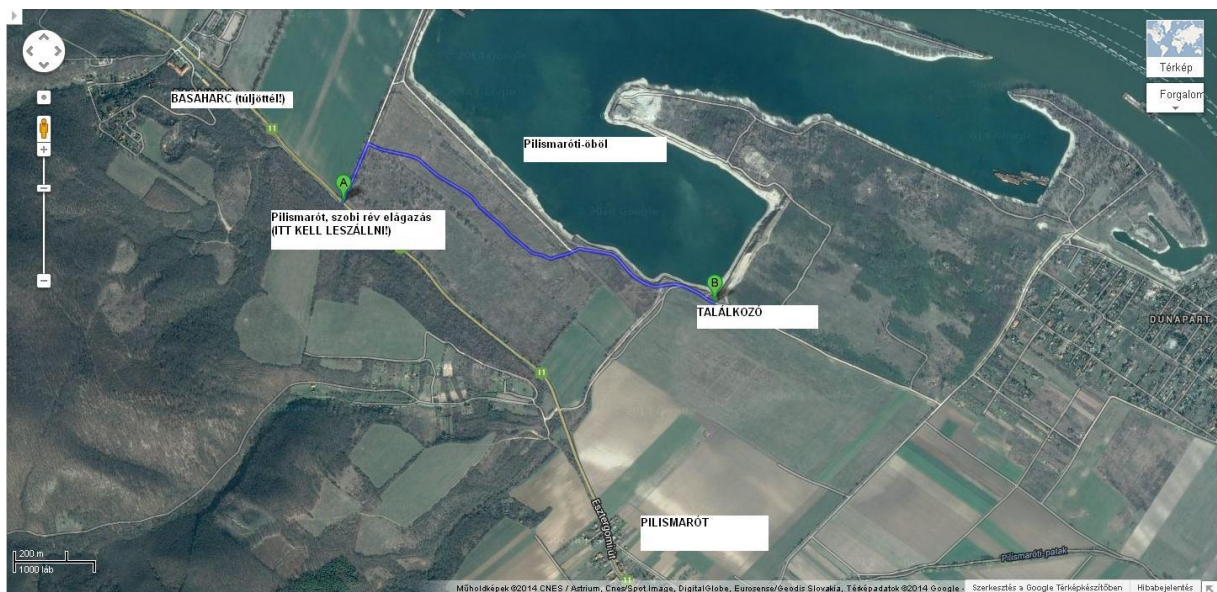 Térkép
Forgalom
BASAHARC (túljöttél!)
11
Pilismaróti-öböl
A
Pilismarót, szobi rév elágazás
(ITT KELL LESZÁLLNI!)
B
TALÁLKOZÓ
DUNAPART
11
PILISMARÓT
Esztergomi út
Pilismaróti-patak
11
200 m
1000 láb
Műholdképek ©2014 CNES / Astrium, Cnes/Spot Image, DigitalGlobe, Eurosense/Geodis Slovakia, Térképadatok ©2014 Google -
Szerkesztés a Google Térképkészítőben
Hibabejelentés